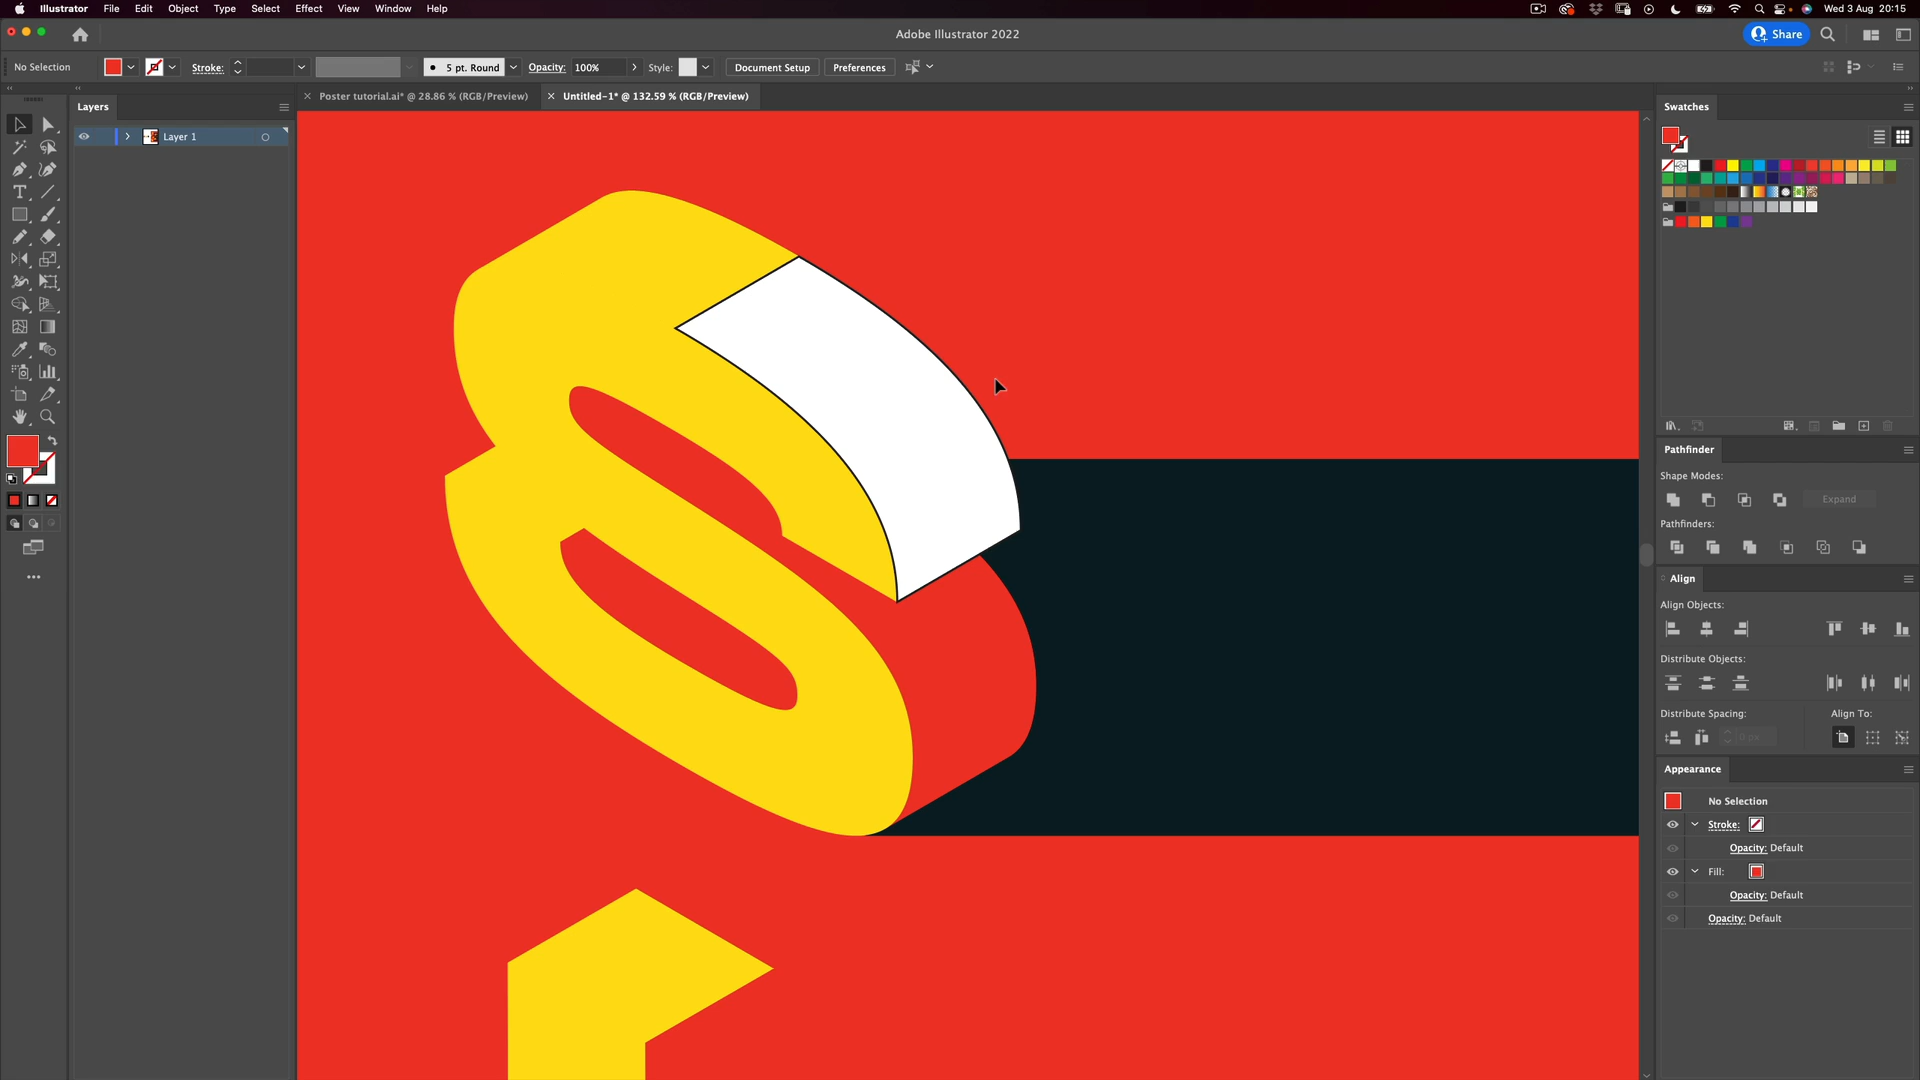 Illustrator File Edit Object Type Select Effect View Window Help Wed 3 Aug 20:15
Adobe Illustrator 2022 Share
No Selection Stroke: 5 pt. Round Opacity: 100% Style: Document Setup Preferences
Layers × Poster tutorial.ai* @ 28.86 % (RGB/Preview) × Untitled-1* @ 132.59 % (RGB/Preview) Swatches
Layer 1
Pathfinder
Shape Modes:
Expand
Pathfinders:
Align
Align Objects:
Distribute Objects:
Distribute Spacing: Align To:
0 px
Appearance
No Selection
Stroke:
Opacity: Default
Fill:
Opacity: Default
Opacity: Default